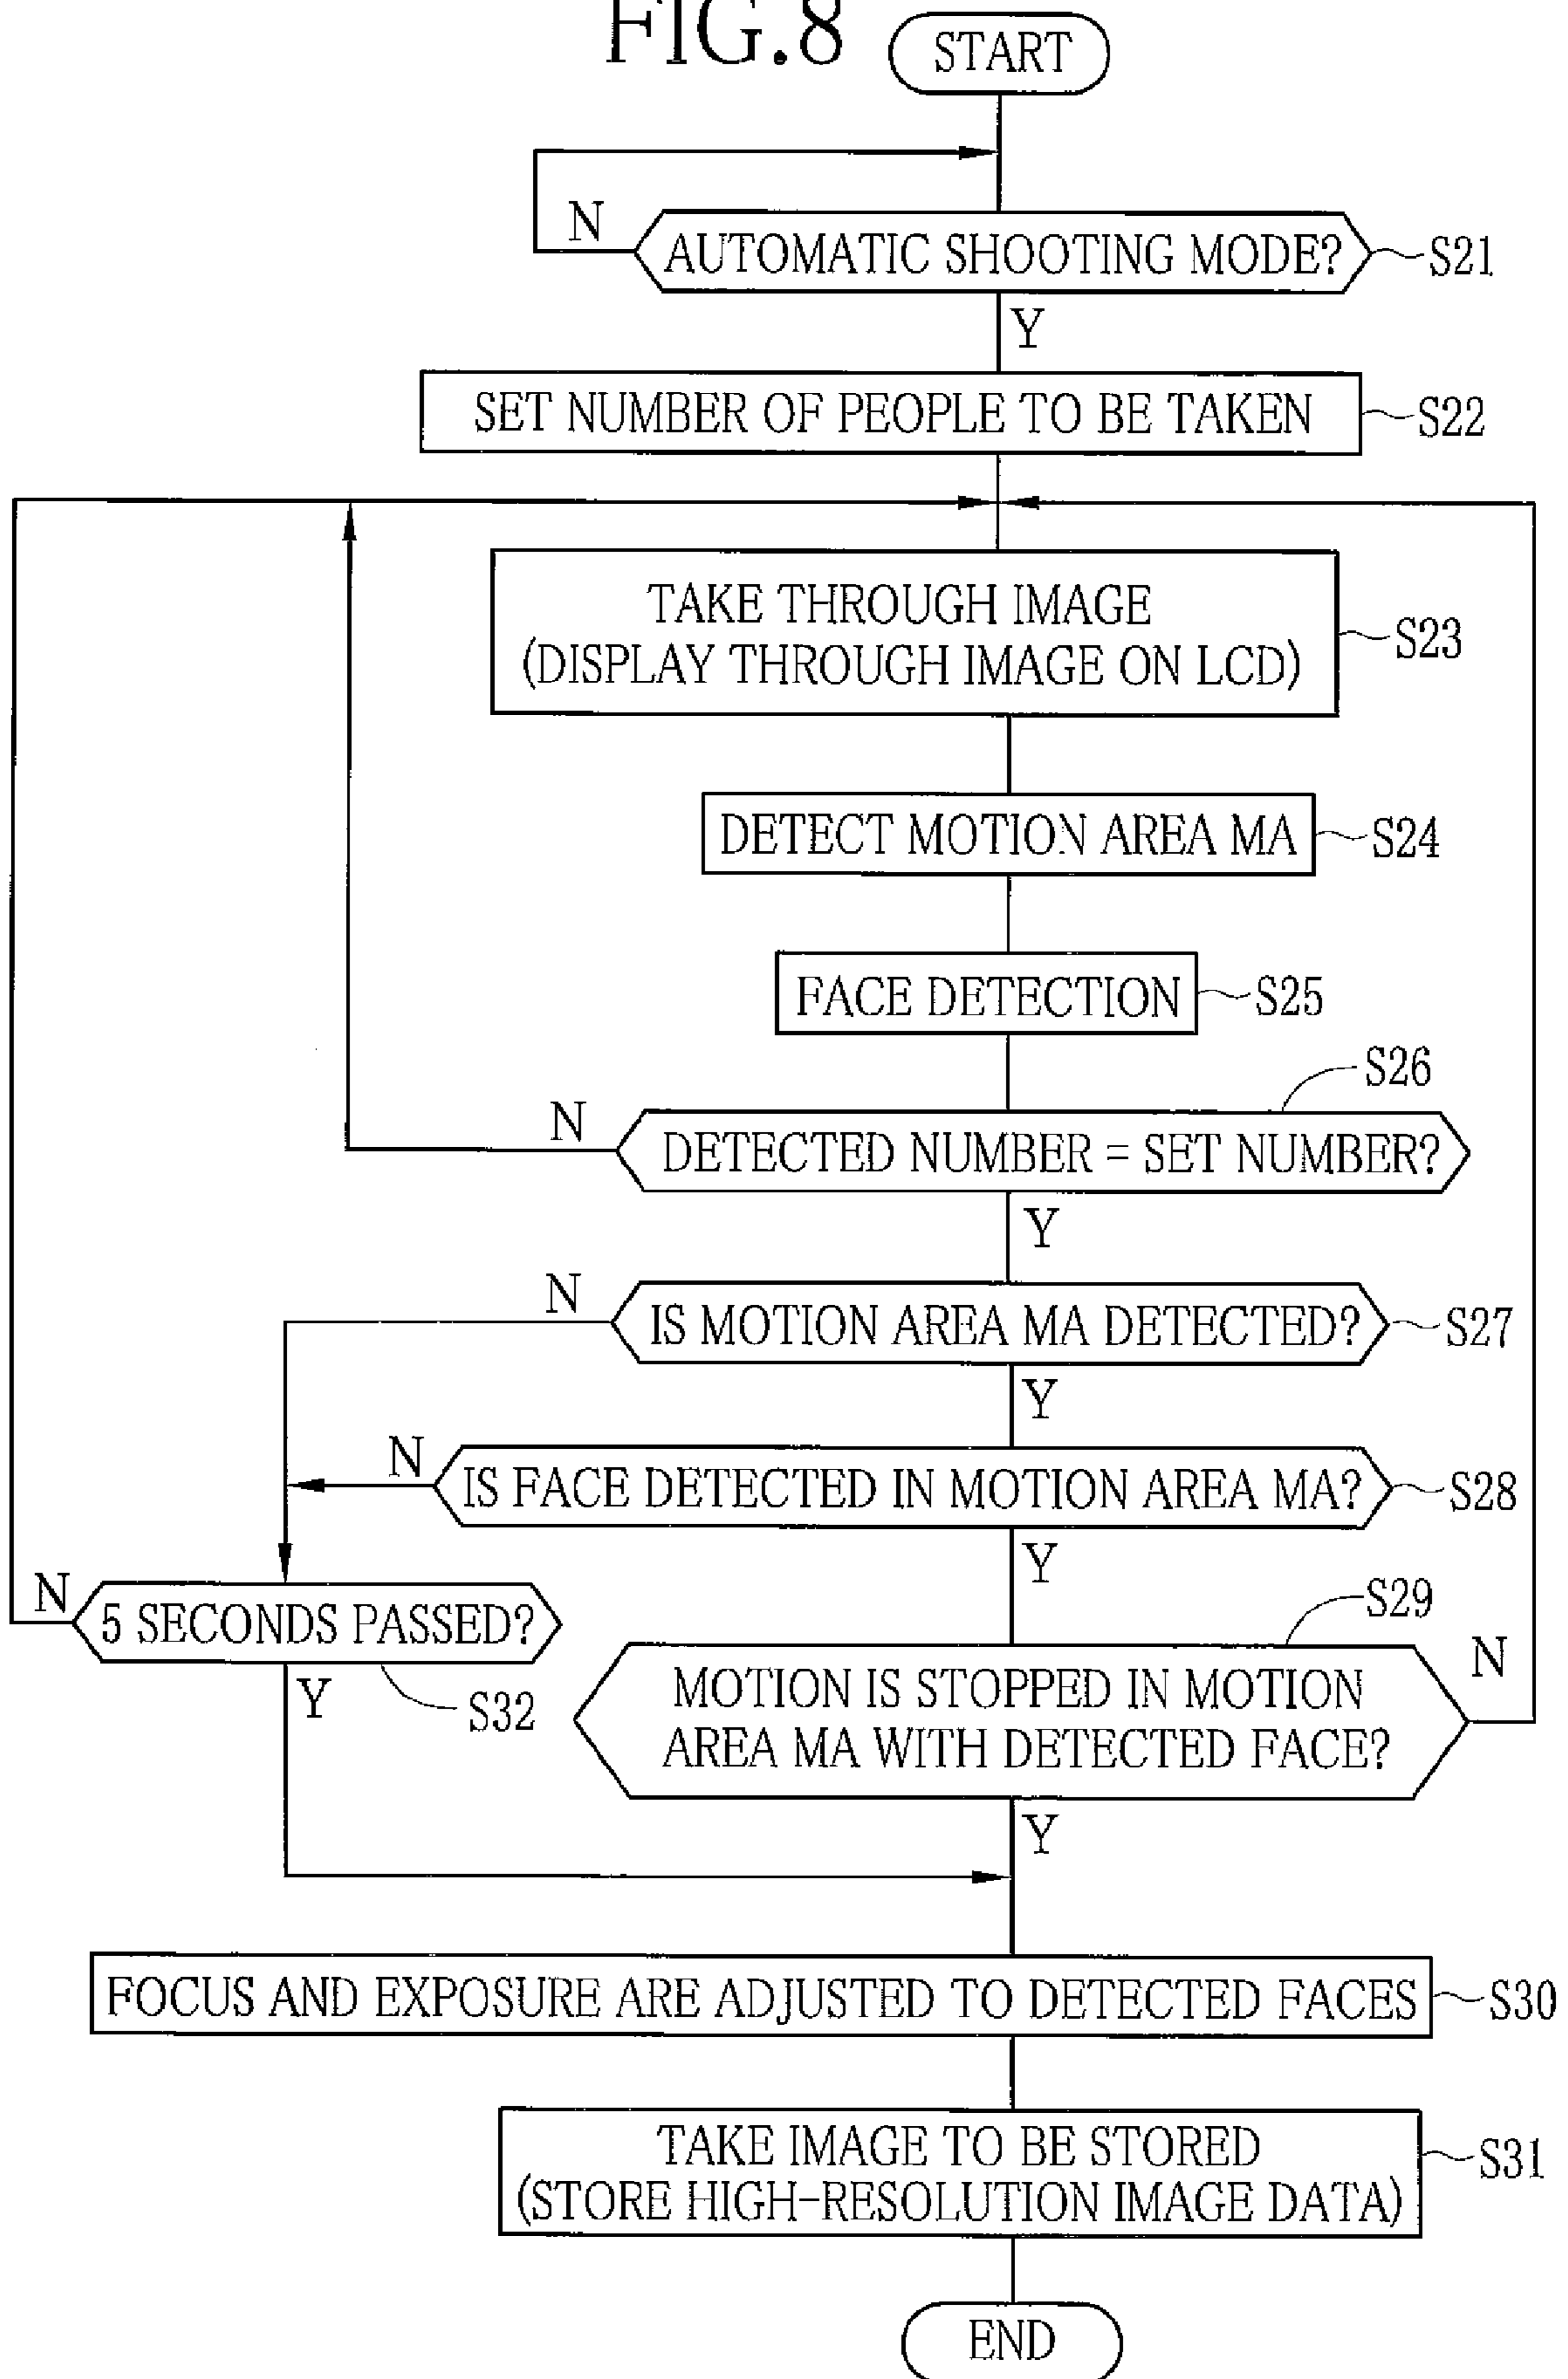 FIG.8
START
N
AUTOMATIC SHOOTING MODE?
S21
Y
SET NUMBER OF PEOPLE TO BE TAKEN
S22
TAKE THROUGH IMAGE
(DISPLAY THROUGH IMAGE ON LCD)
S23
DETECT MOTION AREA MA
S24
FACE DETECTION
S25
S26
N
DETECTED NUMBER = SET NUMBER?
Y
N
IS MOTION AREA MA DETECTED?
S27
Y
N
IS FACE DETECTED IN MOTION AREA MA?
S28
Y
N
5 SECONDS PASSED?
S32
Y
S29
N
MOTION IS STOPPED IN MOTION
AREA MA WITH DETECTED FACE?
Y
FOCUS AND EXPOSURE ARE ADJUSTED TO DETECTED FACES
S30
TAKE IMAGE TO BE STORED
(STORE HIGH-RESOLUTION IMAGE DATA)
S31
END